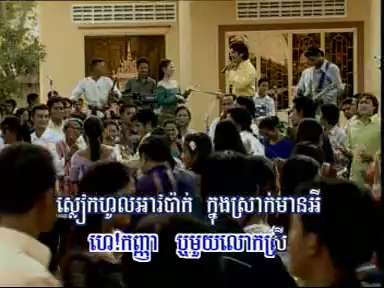 ស្លៀកហូលអាវប៉ាក់ ក្នុងស្រាក់មានអី
ហេ!កញ្ញា ឬមួយលោកស្រី